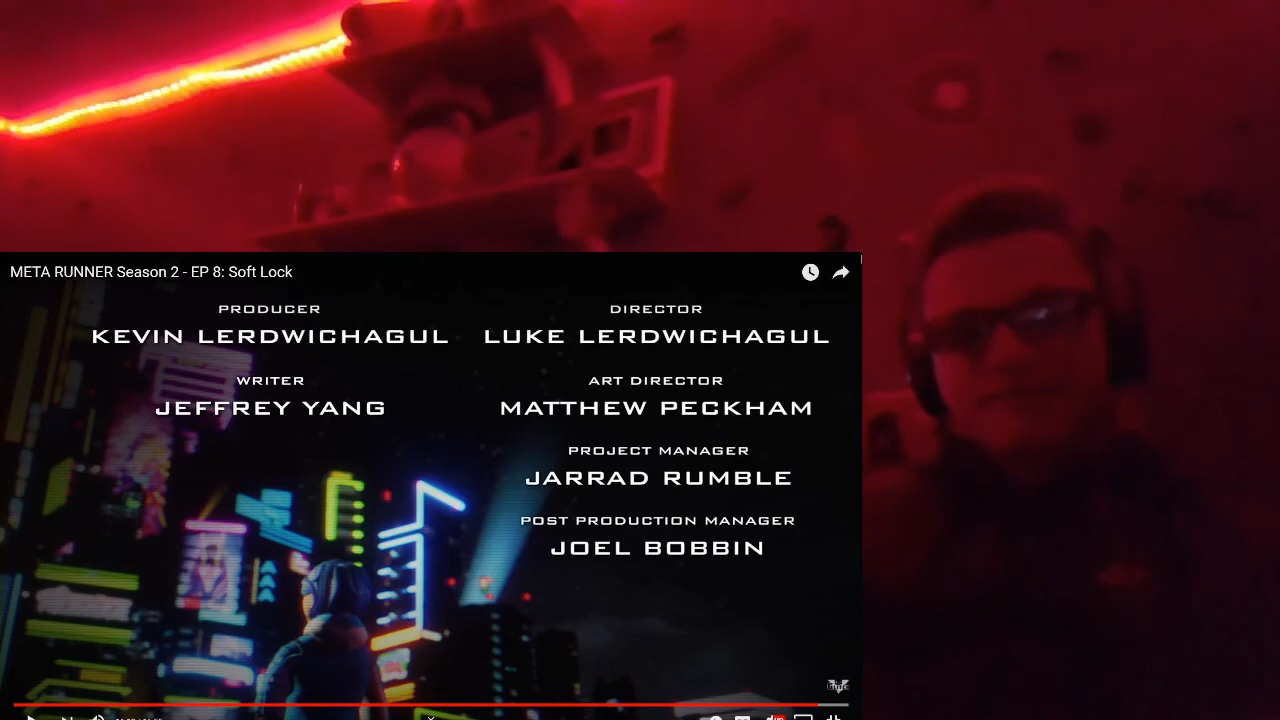 META RUNNER Season 2 - EP 8: Soft Lock
PRODUCER
KEVIN LERDWICHAGUL
DIRECTOR
LUKE LERDWICHAGUL
WRITER
JEFFREY YANG
ART DIRECTOR
MATTHEW PECKHAM
PROJECT MANAGER
JARRAD RUMBLE
POST PRODUCTION MANAGER
JOEL BOBBIN
GLITCH